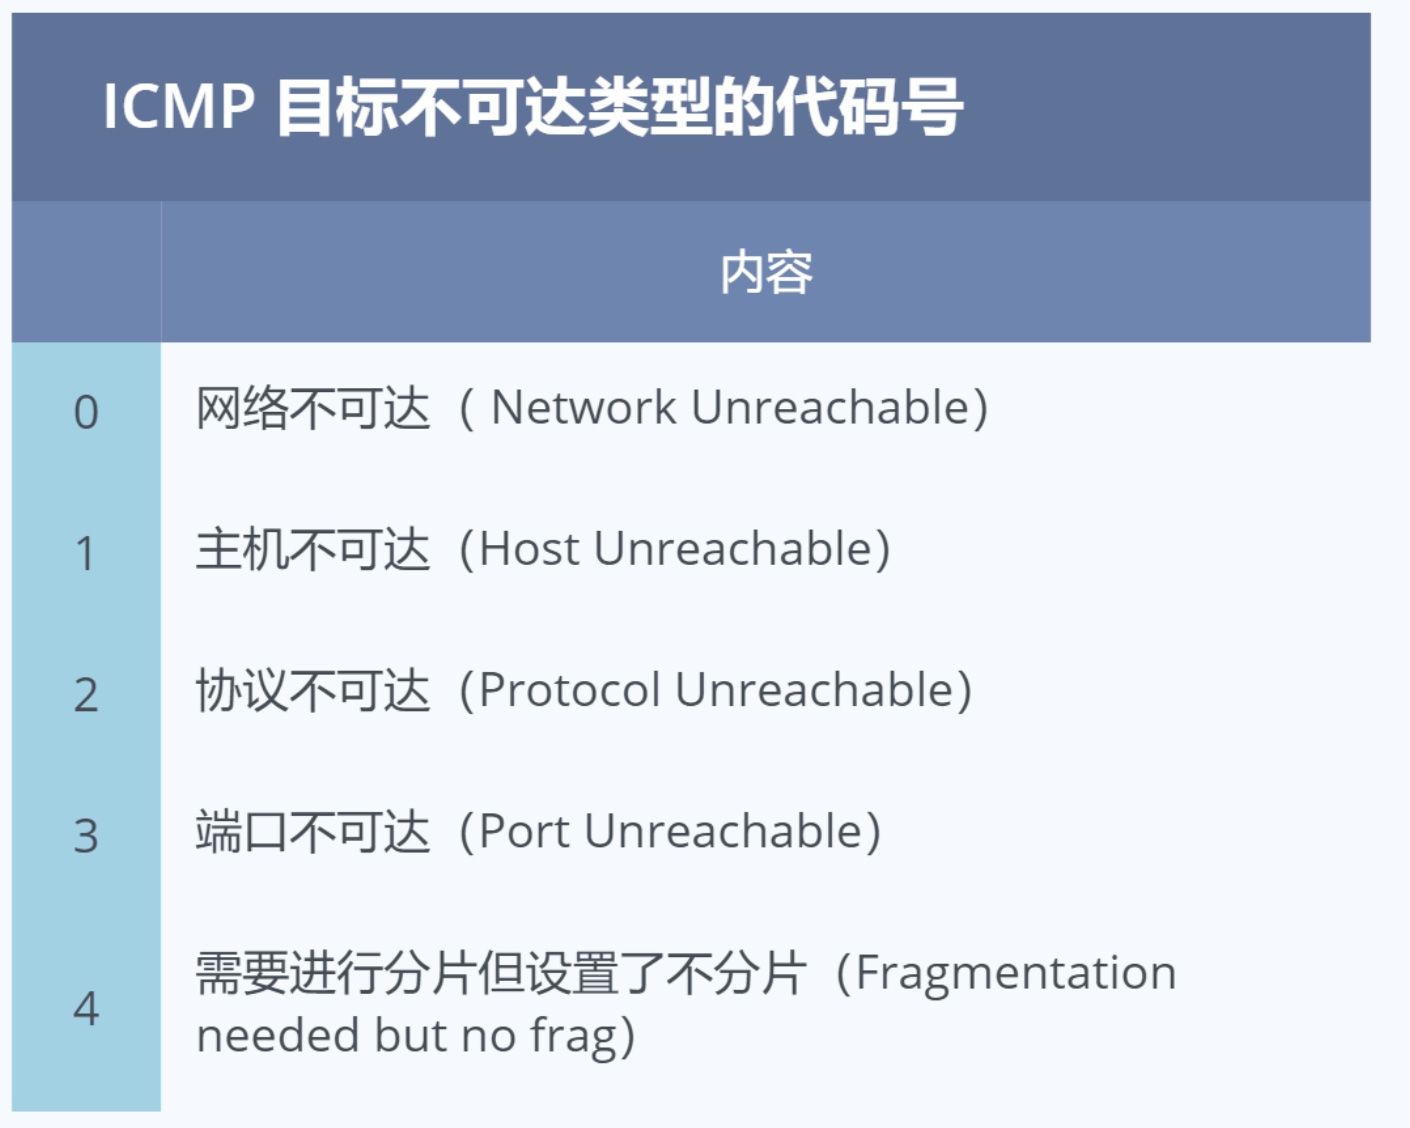 ICMP 目标不可达类型的代码号
内容
0 网络不可达（ Network Unreachable）
1 主机不可达（Host Unreachable）
2 协议不可达（Protocol Unreachable）
3 端口不可达（Port Unreachable）
4 需要进行分片但设置了不分片（Fragmentation
needed but no frag）